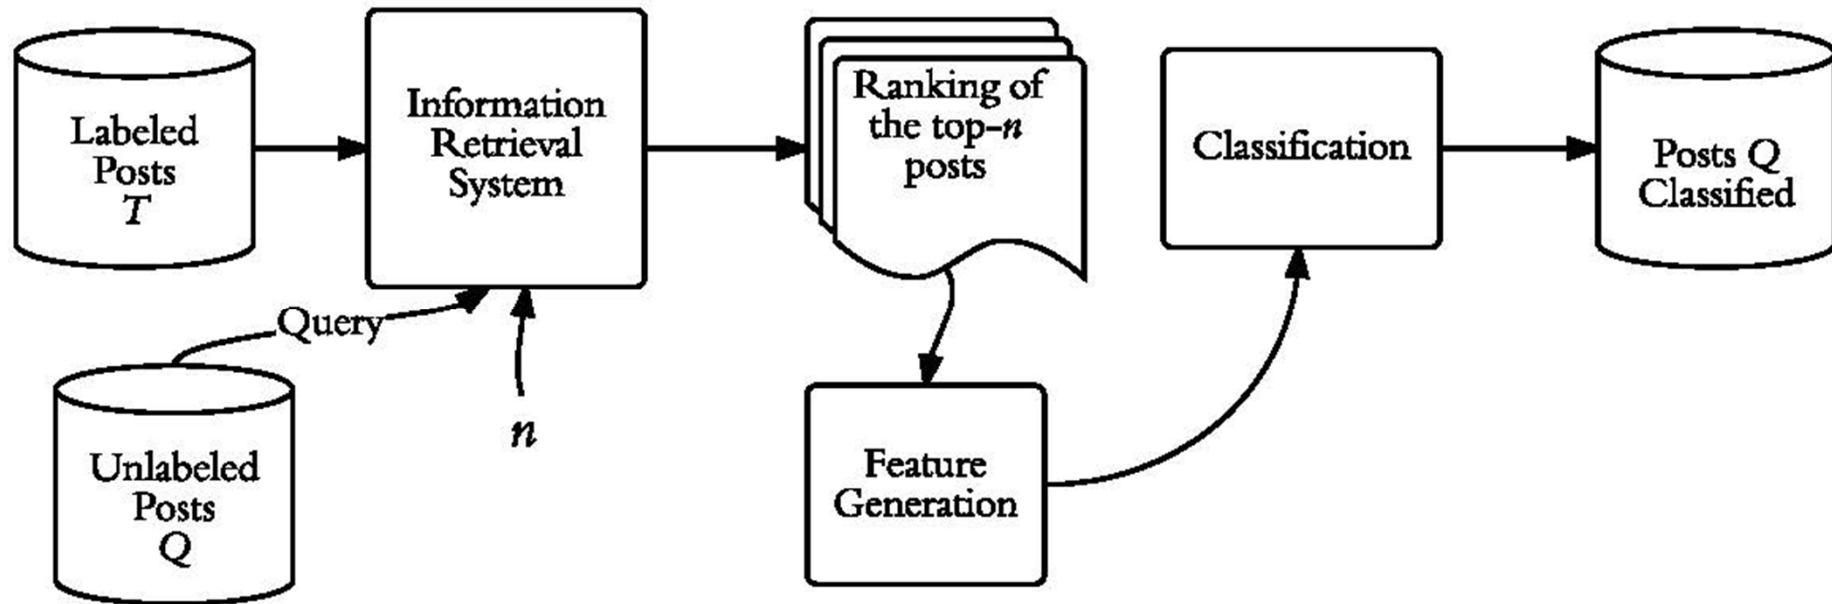 Labeled
Posts
T
Information
Retrieval
System
Ranking of
the top-n
posts
Classification
Posts Q
Classified
Query
n
Unlabeled
Posts
Q
Feature
Generation